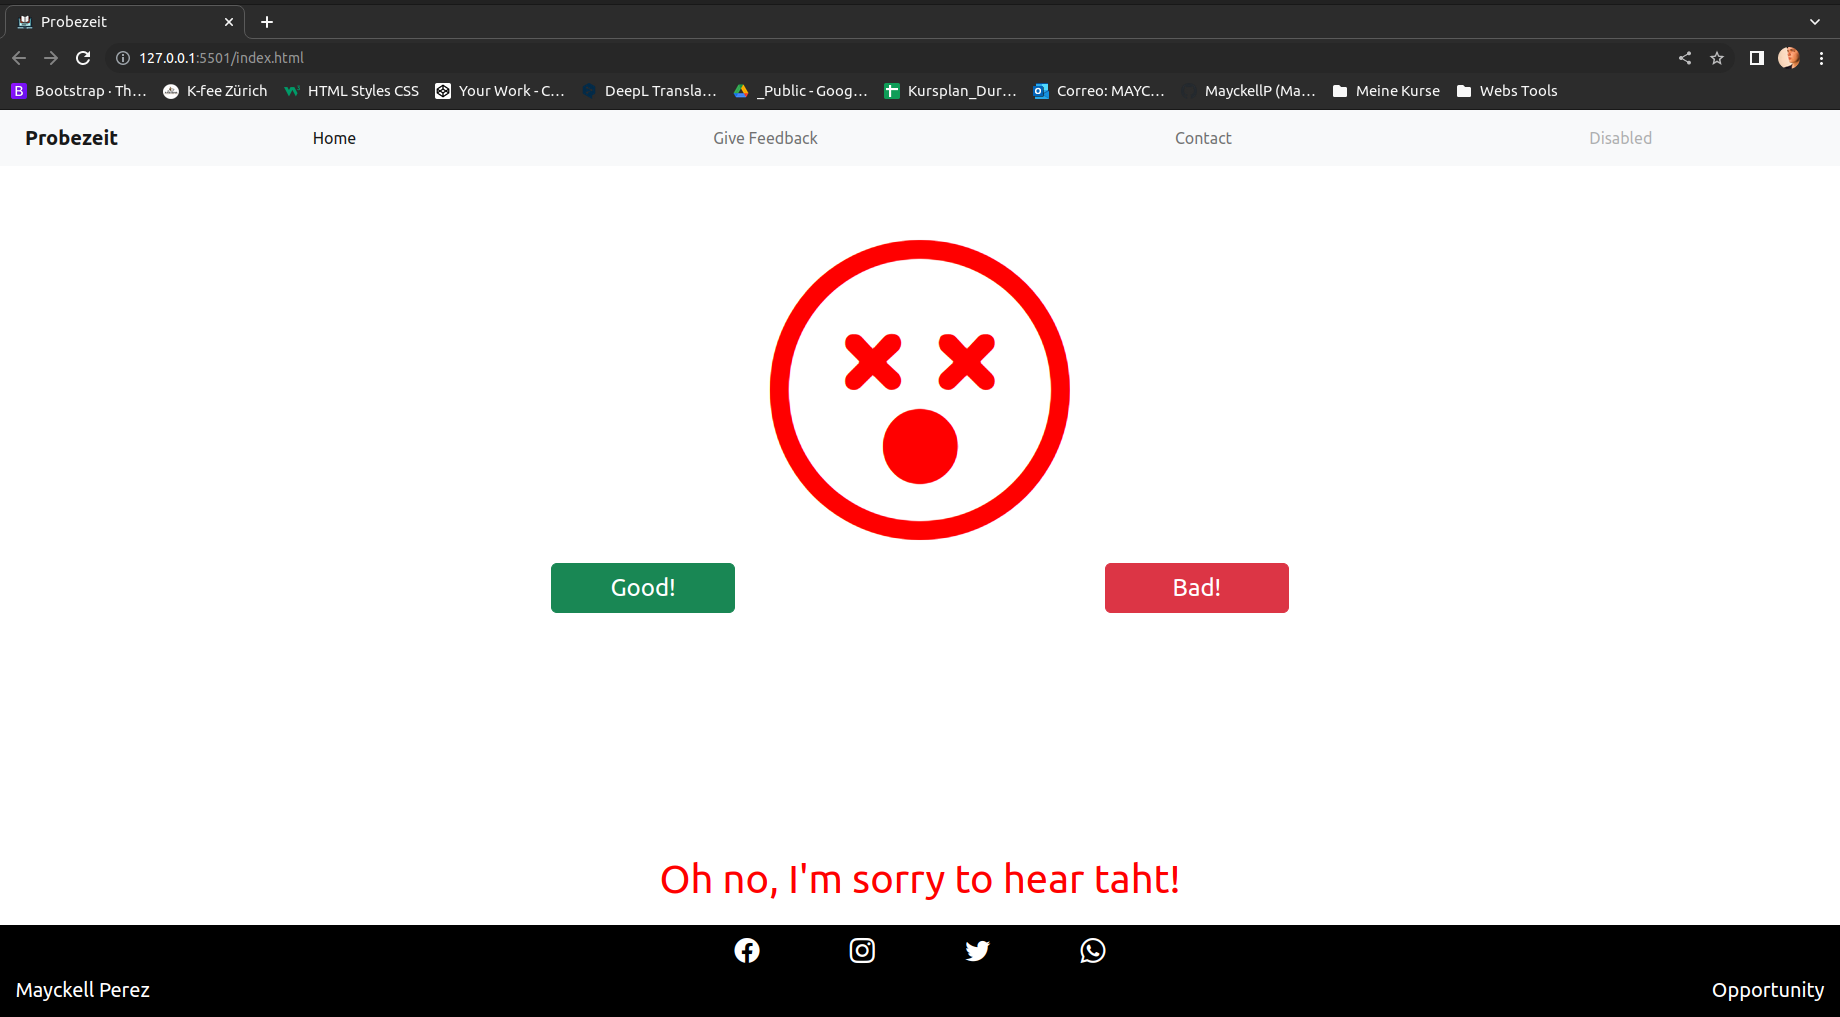 Probezeit
127.0.0.1:5501/index.html
B Bootstrap · Th... K-fee Zürich HTML Styles CSS Your Work - C... DeepL Transla... _Public - Goog... Kursplan_Dur... Correo: MAYC... MayckellP (Ma... Meine Kurse Webs Tools
Probezeit Home Give Feedback Contact Disabled
Good! Bad!
Oh no, I'm sorry to hear taht!
Mayckell Perez Opportunity